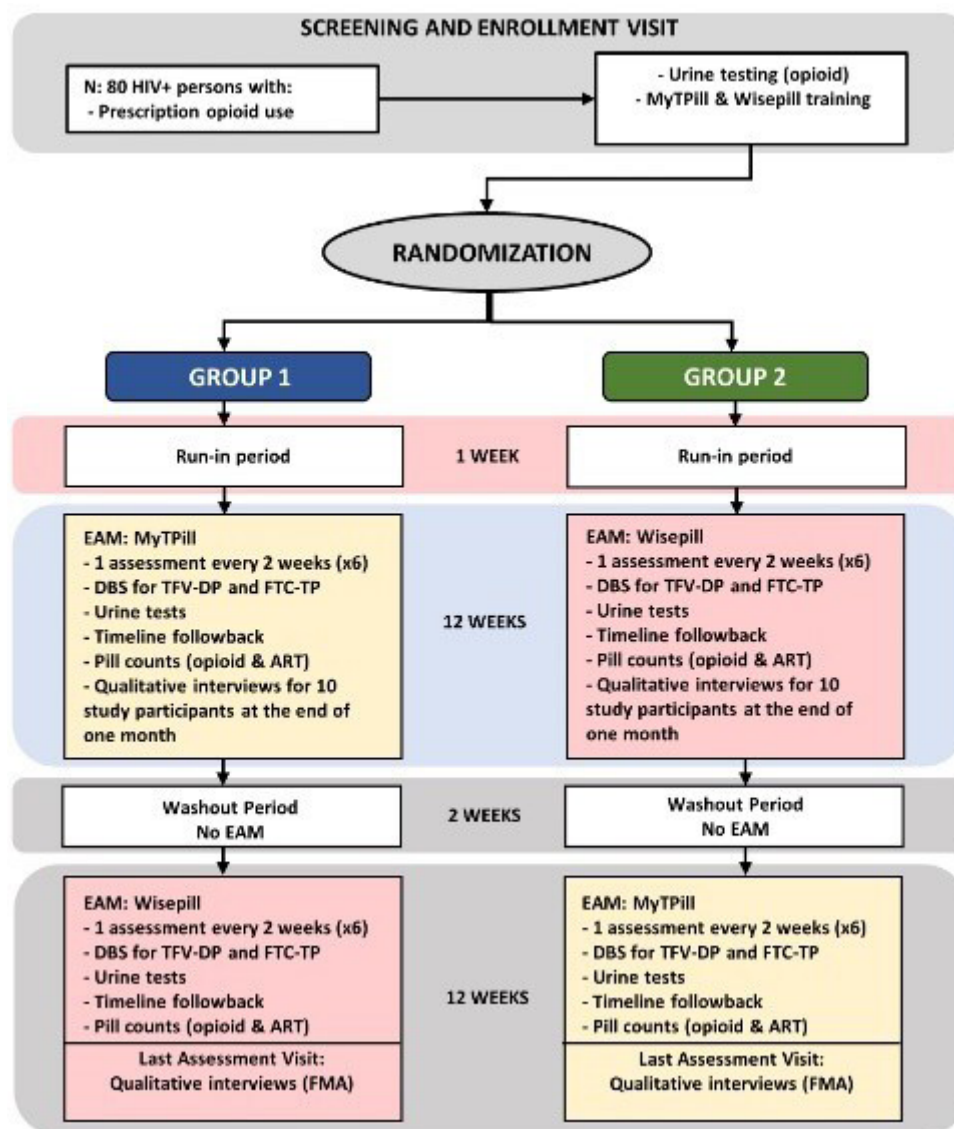 SCREENING AND ENROLLMENT VISIT
N: 80 HIV+ persons with:
- Prescription opioid use
- Urine testing (opioid)
- MyTPill & Wisepill training
RANDOMIZATION
GROUP 1
GROUP 2
Run-in period
1 WEEK
Run-in period
EAM: MyTPill
- 1 assessment every 2 weeks (x6)
- DBS for TFV-DP and FTC-TP
- Urine tests
- Timeline followback
- Pill counts (opioid & ART)
- Qualitative interviews for 10
study participants at the end of
one month
12 WEEKS
EAM: Wisepill
- 1 assessment every 2 weeks (x6)
- DBS for TFV-DP and FTC-TP
- Urine tests
- Timeline followback
- Pill counts (opioid & ART)
- Qualitative interviews for 10
study participants at the end of
one month
Washout Period
No EAM
2 WEEKS
Washout Period
No EAM
EAM: Wisepill
- 1 assessment every 2 weeks (x6)
- DBS for TFV-DP and FTC-TP
- Urine tests
- Timeline followback
- Pill counts (opioid & ART)
Last Assessment Visit:
Qualitative interviews (FMA)
12 WEEKS
EAM: MyTPill
- 1 assessment every 2 weeks (x6)
- DBS for TFV-DP and FTC-TP
- Urine tests
- Timeline followback
- Pill counts (opioid & ART)
Last Assessment Visit:
Qualitative interviews (FMA)